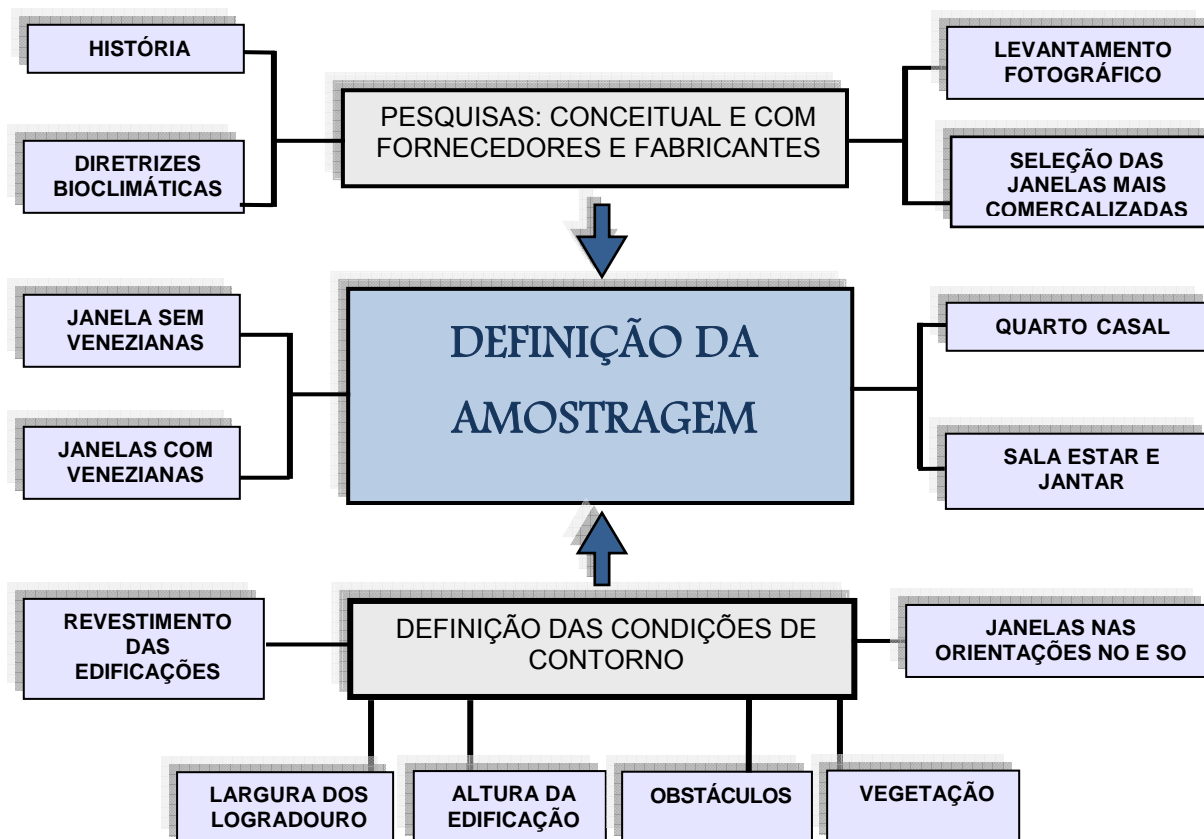 HISTÓRIA
DIRETRIZES
BIOCLIMÁTICAS
PESQUISAS: CONCEITUAL E COM
FORNECEDORES E FABRICANTES
LEVANTAMENTO
FOTOGRÁFICO
SELEÇÃO DAS
JANELAS MAIS
COMERCALIZADAS
JANELA SEM
VENEZIANAS
JANELAS COM
VENEZIANAS
DEFINIÇÃO DA
AMOSTRAGEM
QUARTO CASAL
SALA ESTAR E
JANTAR
REVESTIMENTO
DAS
EDIFICAÇÕES
DEFINIÇÃO DAS CONDIÇÕES DE
CONTORNO
JANELAS NAS
ORIENTAÇÕES NO E SO
LARGURA DOS
LOGRADOURO
ALTURA DA
EDIFICAÇÃO
OBSTÁCULOS
VEGETAÇÃO